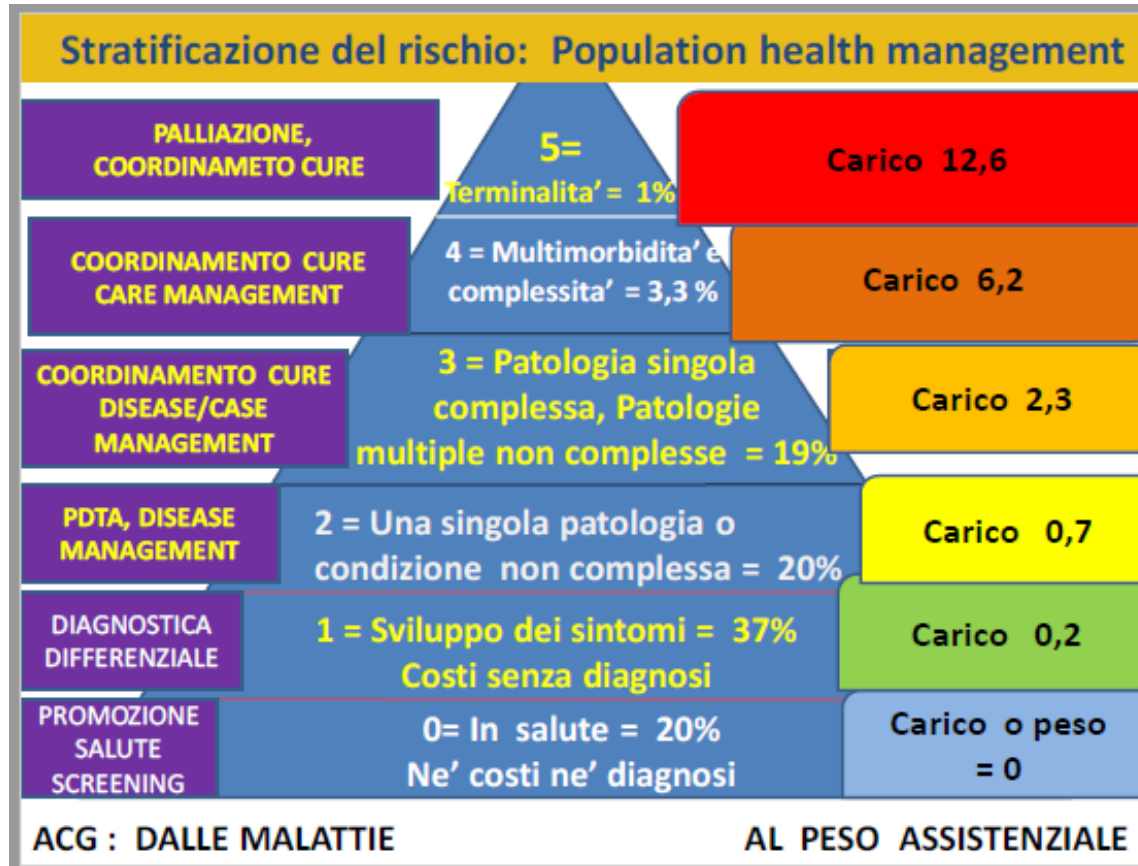 Stratificazione del rischio: Population health management
PALLIAZIONE,
COORDINAMETO CURE
5=
Terminalita’ = 1%
Carico 12,6
COORDINAMENTO CURE
CARE MANAGEMENT
4 = Multimorbidita’ e
complessita’ = 3,3 %
Carico 6,2
COORDINAMENTO CURE
DISEASE/CASE
MANAGEMENT
3 = Patologia singola
complessa, Patologie
multiple non complesse = 19%
Carico 2,3
PDTA, DISEASE
MANAGEMENT
2 = Una singola patologia o
condizione non complessa = 20%
Carico 0,7
DIAGNOSTICA
DIFFERENZIALE
1 = Sviluppo dei sintomi = 37%
Costi senza diagnosi
Carico 0,2
PROMOZIONE
SALUTE
SCREENING
0= In salute = 20%
Ne’ costi ne’ diagnosi
Carico o peso
= 0
ACG : DALLE MALATTIE
AL PESO ASSISTENZIALE